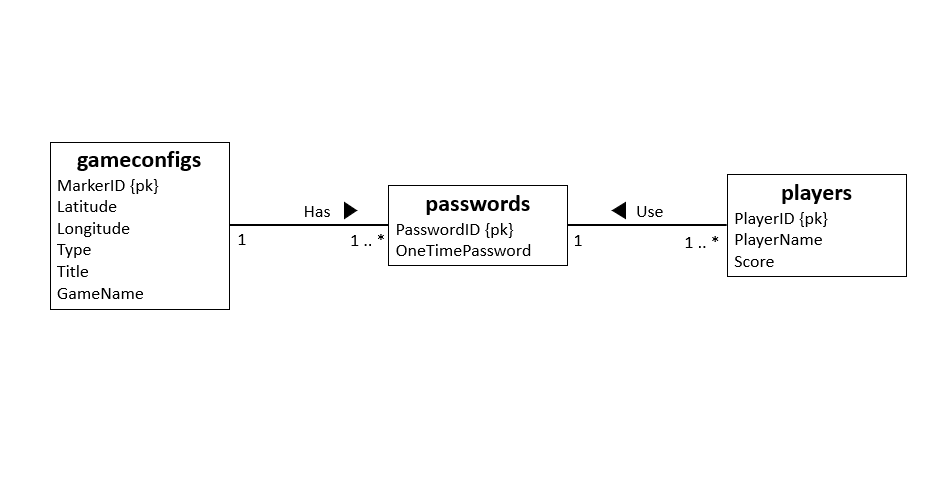 gameconfigs
MarkerID {pk}
Latitude
Longitude
Type
Title
GameName
Has
1
1 .. *
passwords
PasswordID {pk}
OneTimePassword
Use
1
1 .. *
players
PlayerID {pk}
PlayerName
Score